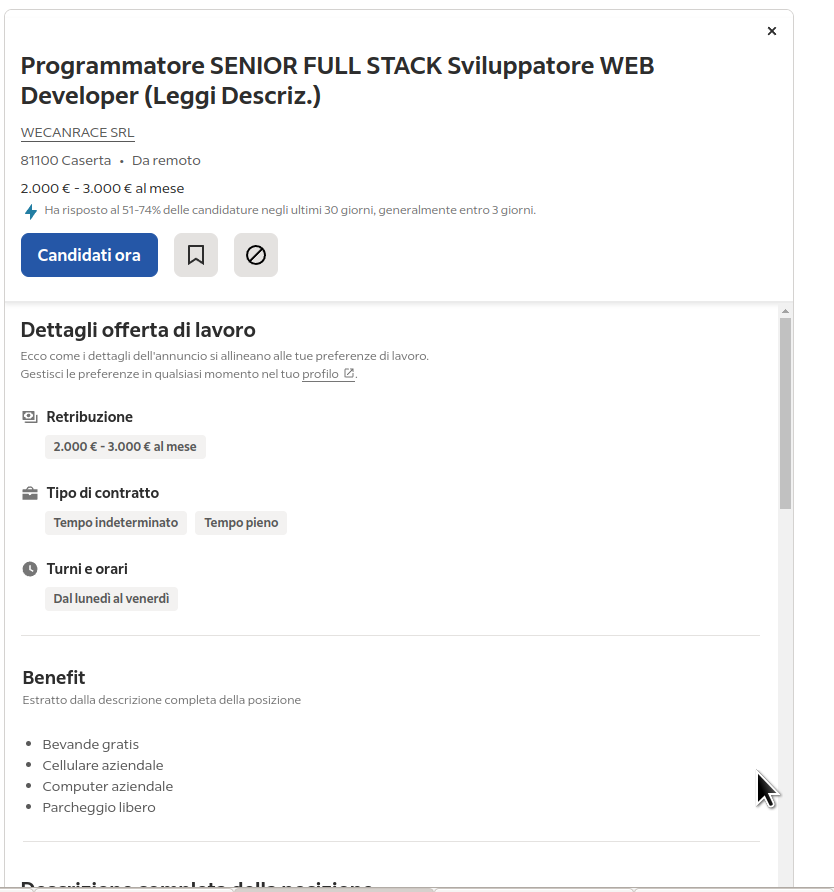 Programmatore SENIOR FULL STACK Sviluppatore WEB
Developer (Leggi Descriz.)
WECANRACE SRL
81100 Caserta • Da remoto
2.000 € - 3.000 € al mese
Ha risposto al 51-74% delle candidature negli ultimi 30 giorni, generalmente entro 3 giorni.
Candidati ora
Dettagli offerta di lavoro
Ecco come i dettagli dell'annuncio si allineano alle tue preferenze di lavoro.
Gestisci le preferenze in qualsiasi momento nel tuo profilo.
Retribuzione
2.000 € - 3.000 € al mese
Tipo di contratto
Tempo indeterminato Tempo pieno
Turni e orari
Dal lunedì al venerdì
Benefit
Estratto dalla descrizione completa della posizione
• Bevande gratis
• Cellulare aziendale
• Computer aziendale
• Parcheggio libero
Descrizione completa della posizione